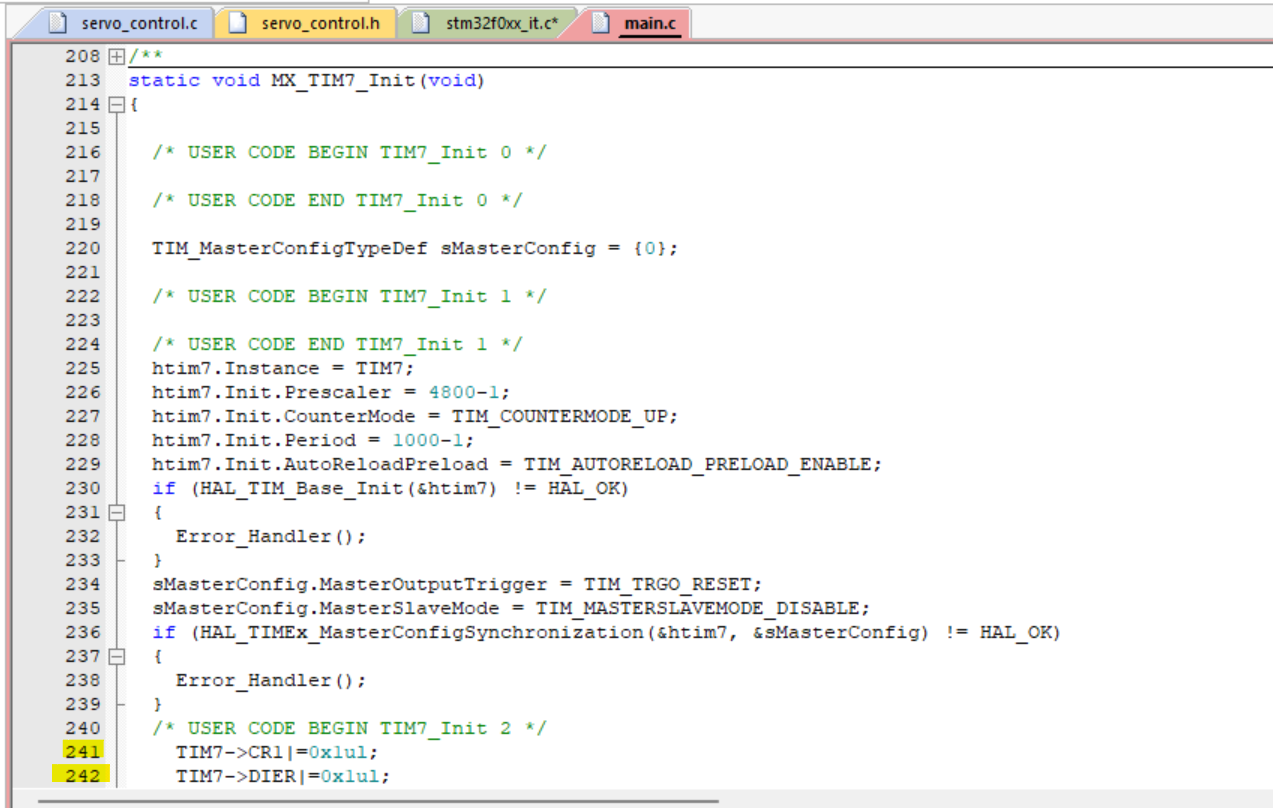 servo_control.c servo_control.h stm32f0xx_it.c* main.c
208 /**
213 static void MX_TIM7_Init(void)
214 {
215
216 /* USER CODE BEGIN TIM7_Init 0 */
217
218 /* USER CODE END TIM7_Init 0 */
219
220 TIM_MasterConfigTypeDef sMasterConfig = {0};
221
222 /* USER CODE BEGIN TIM7_Init 1 */
223
224 /* USER CODE END TIM7_Init 1 */
225 htim7.Instance = TIM7;
226 htim7.Init.Prescaler = 4800-1;
227 htim7.Init.CounterMode = TIM_COUNTERMODE_UP;
228 htim7.Init.Period = 1000-1;
229 htim7.Init.AutoReloadPreload = TIM_AUTORELOAD_PRELOAD_ENABLE;
230 if (HAL_TIM_Base_Init(&htim7) != HAL_OK)
231 {
232 Error_Handler();
233 }
234 sMasterConfig.MasterOutputTrigger = TIM_TRGO_RESET;
235 sMasterConfig.MasterSlaveMode = TIM_MASTERSLAVEMODE_DISABLE;
236 if (HAL_TIMEx_MasterConfigSynchronization(&htim7, &sMasterConfig) != HAL_OK)
237 {
238 Error_Handler();
239 }
240 /* USER CODE BEGIN TIM7_Init 2 */
241 TIM7->CR1|=0x1ul;
242 TIM7->DIER|=0x1ul;